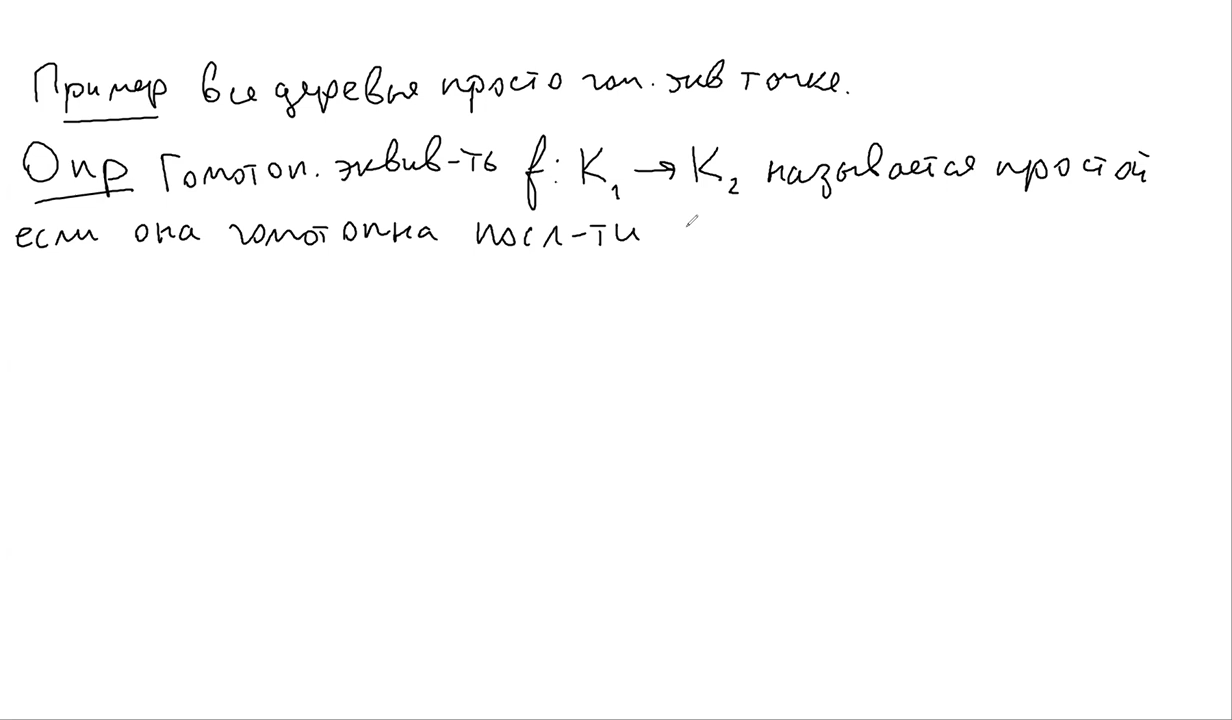 Пример все деревья просто гом. экв точке.
Опр Гомотоп. эквив-ть f: K₁ → K₂ называется простой
если она гомотопна посл-ти